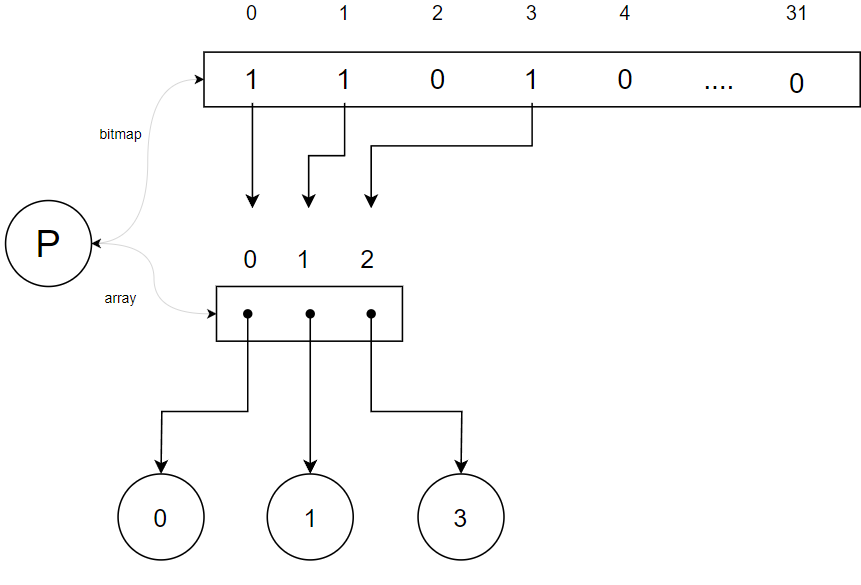 0 1 2 3 4 31
1 1 0 1 0 .... 0
bitmap
P
0 1 2
array
0 1 3